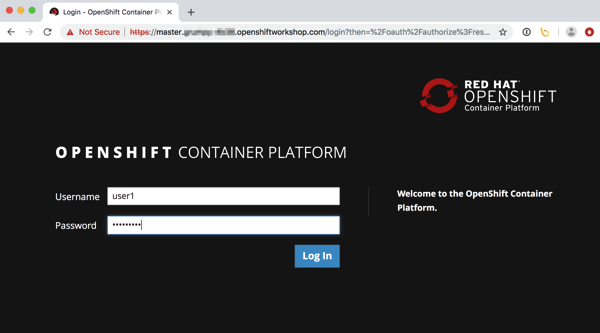 Login - OpenShift Container Pl
Not Secure | https://master.openshiftworkshop.com/login?then=%2Foauth%2Fauthorize%3Fres...
RED HAT
OPENSHIFT
Container Platform
OPENSHIFT CONTAINER PLATFORM
Username user1
Welcome to the OpenShift Container
Platform.
Password •••••••••
Log In